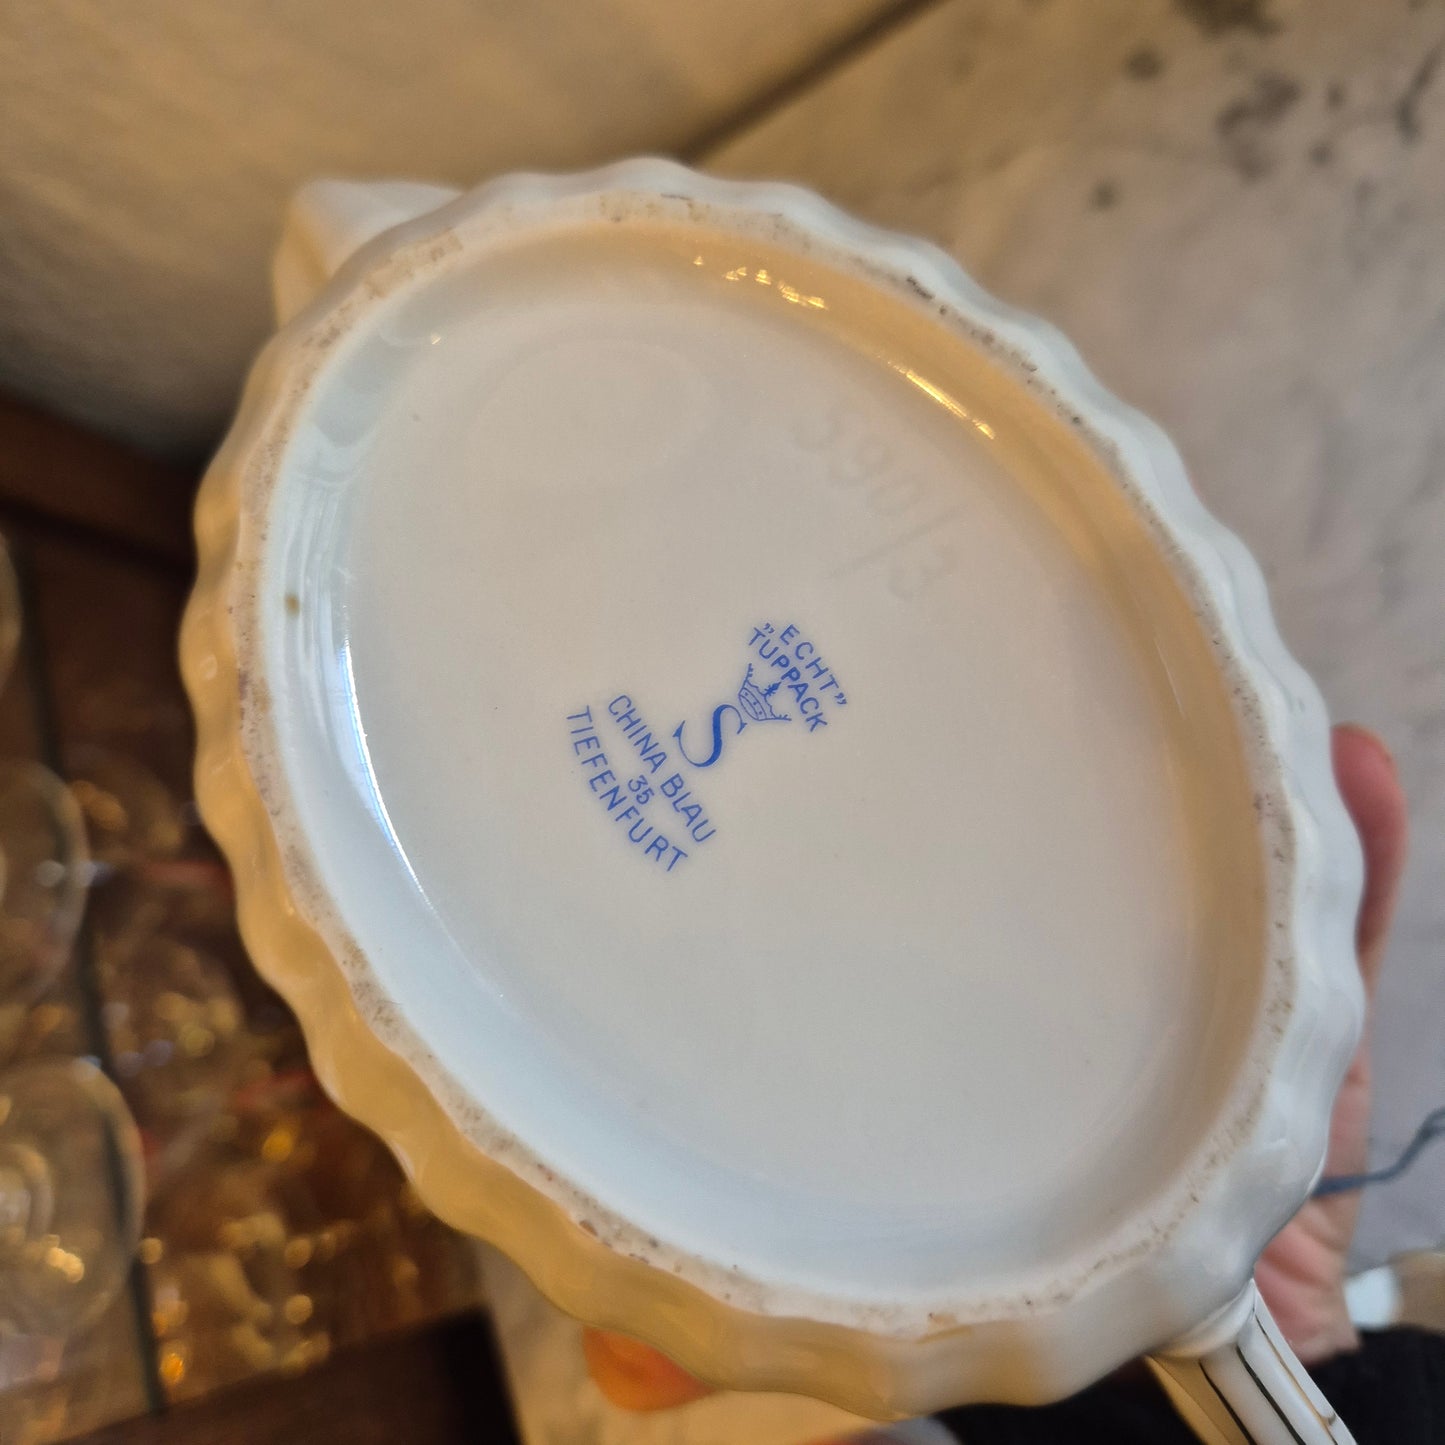 „ECHT”
TUPPACK
S
CHINA BLAU
35
TIEFENFURT